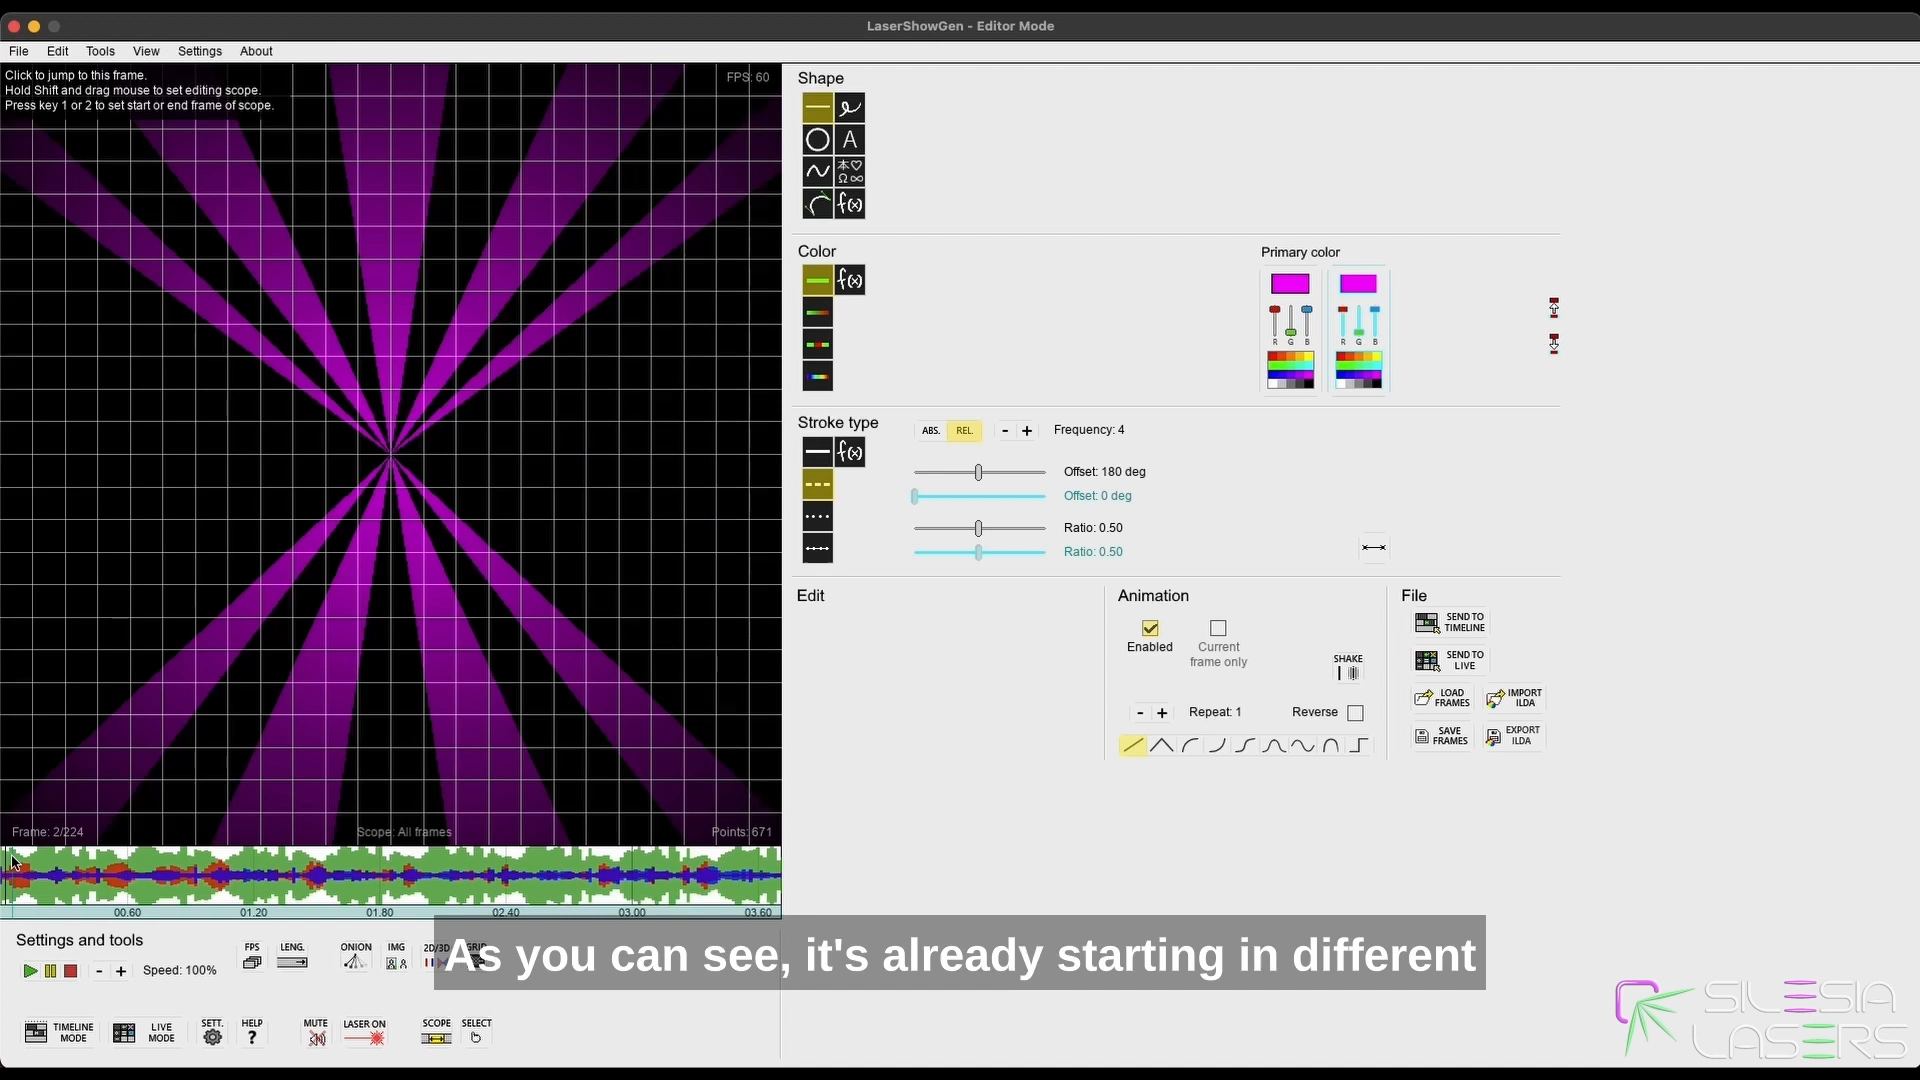 LaserShowGen - Editor Mode
File Edit Tools View Settings About
Click to jump to this frame.
Hold Shift and drag mouse to set editing scope.
Press key 1 or 2 to set start or end frame of scope.
FPS: 60
Shape
A
本♡
Ω∞
f(x)
Color
f(x)
Primary color
R G B
R G B
Stroke type
f(x)
ABS. REL. - + Frequency: 4
Offset: 180 deg
Offset: 0 deg
Ratio: 0.50
Ratio: 0.50
Edit
Animation
Enabled
Current
frame only
SHAKE
- + Repeat: 1 Reverse
File
SEND TO
TIMELINE
SEND TO
LIVE
LOAD
FRAMES
IMPORT
ILDA
SAVE
FRAMES
EXPORT
ILDA
Frame: 2/224 Scope: All frames Points: 671
00.60 01.20 01.80 02.40 03.00 03.60
Settings and tools
- + Speed: 100%
FPS LENG. ONION IMG 2D/3D GRID
As you can see, it's already starting in different
TIMELINE
MODE
LIVE
MODE
SETT. HELP
?
MUTE LASER ON SCOPE SELECT
SILESIA
LASERS